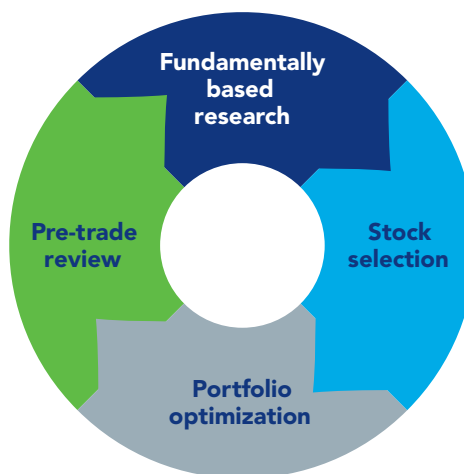 Fundamentally
based
research
Stock
selection
Portfolio
optimization
Pre-trade
review